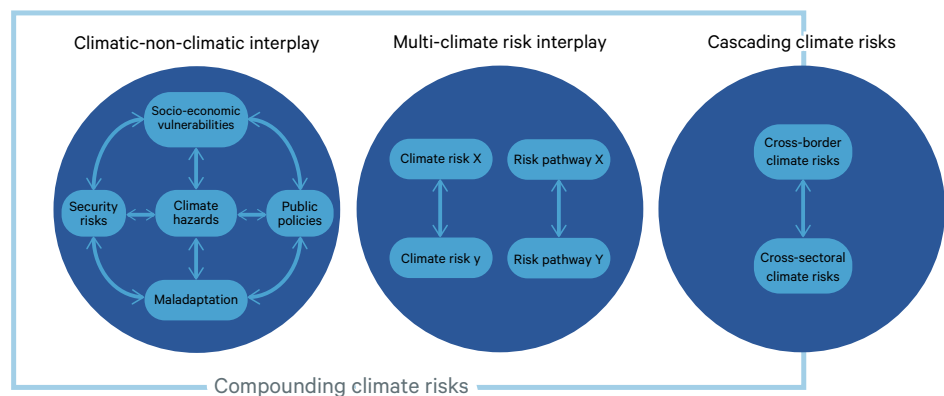 Climatic-non-climatic interplay
Multi-climate risk interplay
Cascading climate risks
Socio-economic
vulnerabilities
Security
risks
Climate
hazards
Public
policies
Maladaptation
Climate risk X
Risk pathway X
Climate risk y
Risk pathway Y
Cross-border
climate risks
Cross-sectoral
climate risks
Compounding climate risks